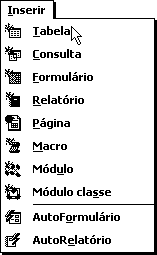 Inserir
Tabela
Consulta
Formulário
Relatório
Página
Macro
Módulo
Módulo classe
AutoFormulário
AutoRelatório